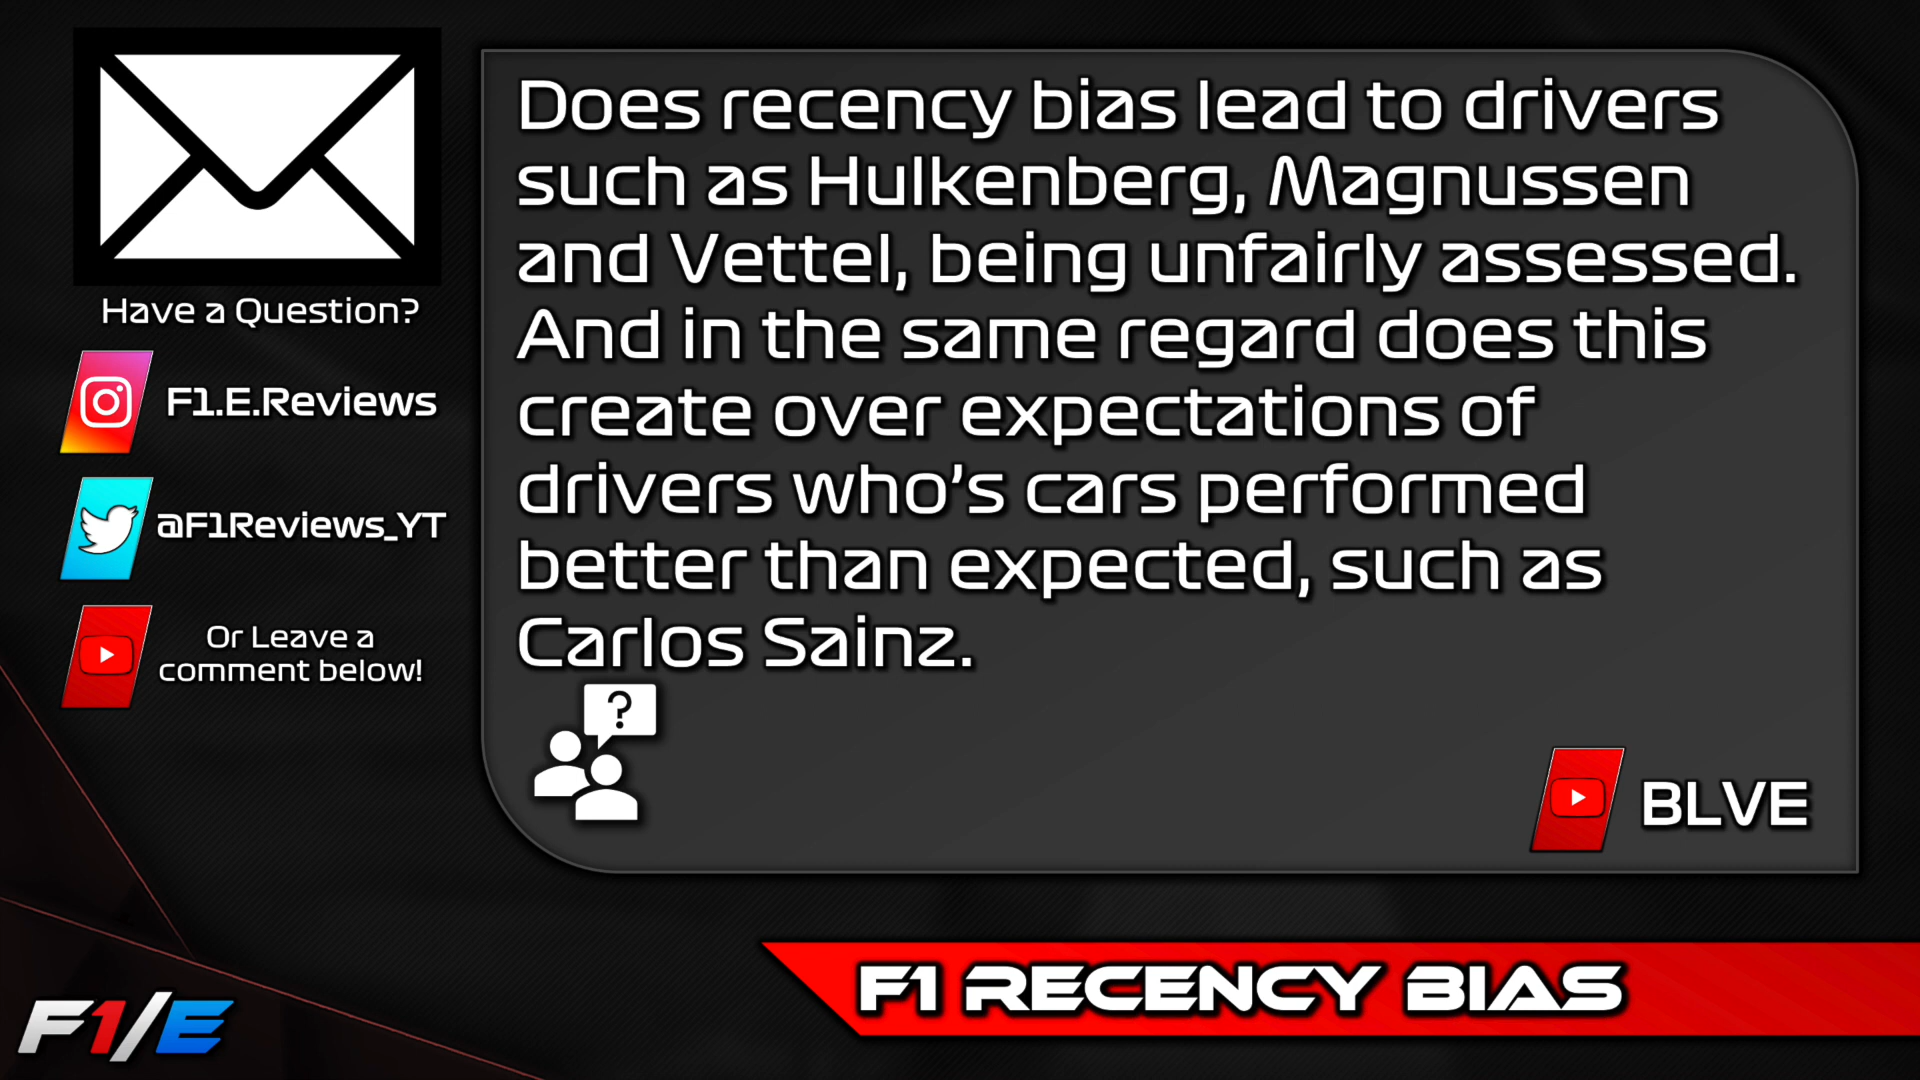 Have a Question?
F1.E.Reviews
@F1Reviews_YT
Or Leave a
comment below!
Does recency bias lead to drivers
such as Hulkenberg, Magnussen
and Vettel, being unfairly assessed.
And in the same regard does this
create over expectations of
drivers who's cars performed
better than expected, such as
Carlos Sainz.
?
BLVE
F1 RECENCY BIAS
F1/E